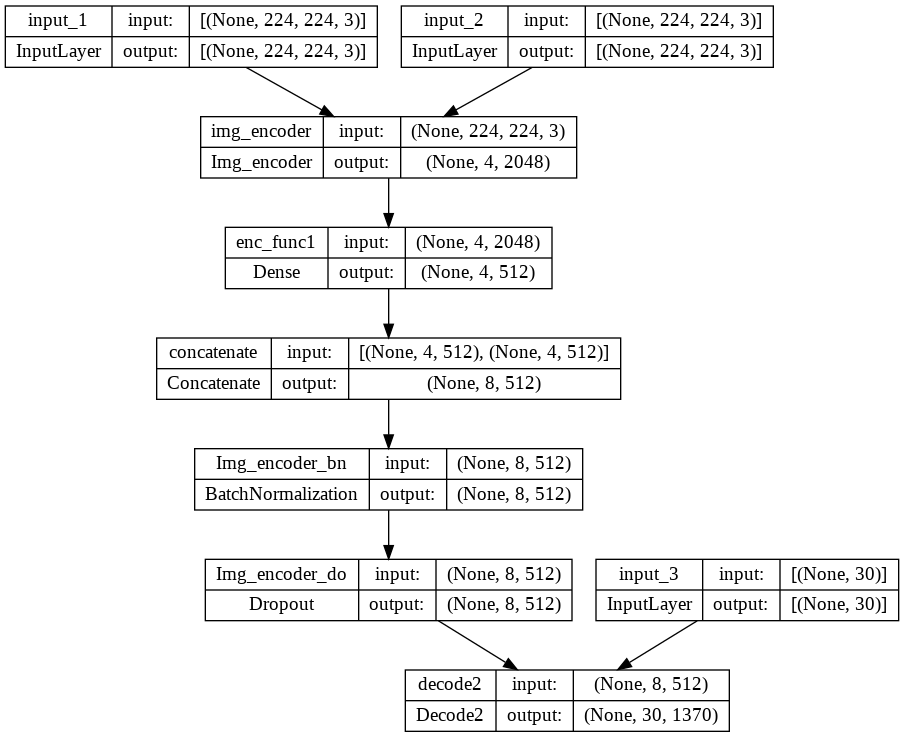 input_1 input: [(None, 224, 224, 3)]
InputLayer output: [(None, 224, 224, 3)]
input_2 input: [(None, 224, 224, 3)]
InputLayer output: [(None, 224, 224, 3)]
img_encoder input: (None, 224, 224, 3)
Img_encoder output: (None, 4, 2048)
enc_func1 input: (None, 4, 2048)
Dense output: (None, 4, 512)
concatenate input: [(None, 4, 512), (None, 4, 512)]
Concatenate output: (None, 8, 512)
Img_encoder_bn input: (None, 8, 512)
BatchNormalization output: (None, 8, 512)
Img_encoder_do input: (None, 8, 512)
Dropout output: (None, 8, 512)
input_3 input: [(None, 30)]
InputLayer output: [(None, 30)]
decode2 input: (None, 8, 512)
Decode2 output: (None, 30, 1370)